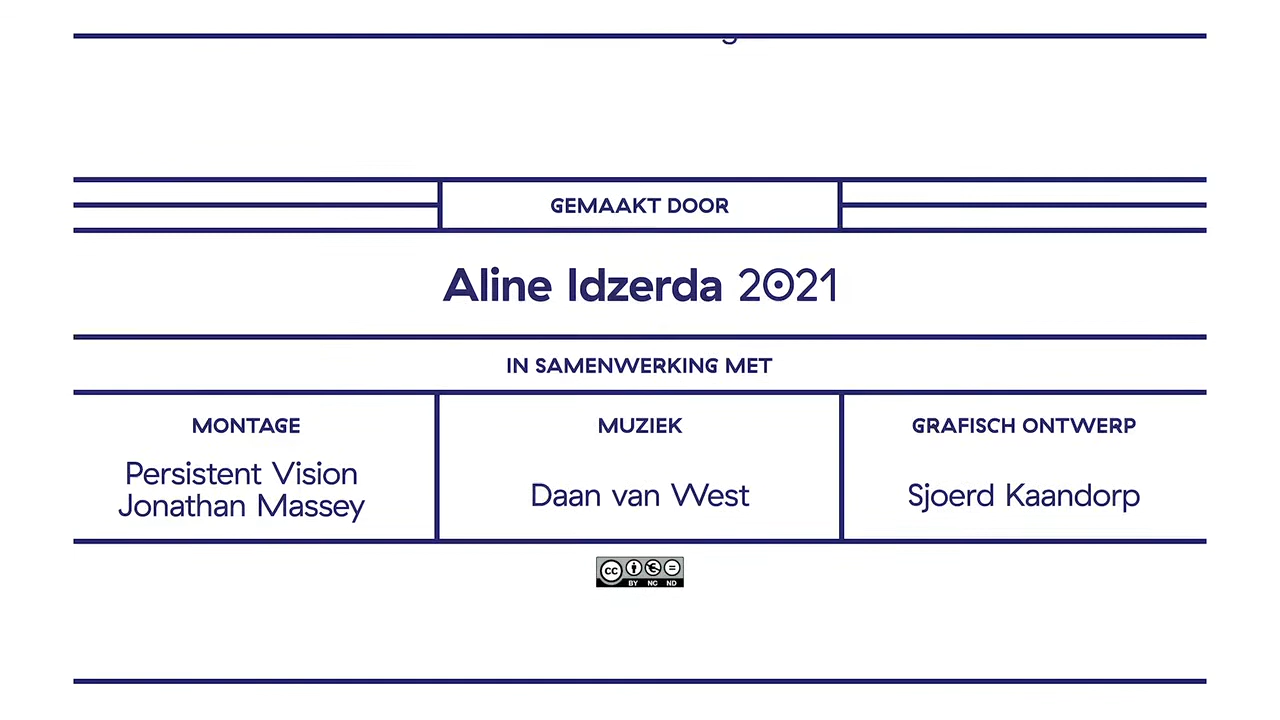 GEMAAKT DOOR
Aline Idzerda 2021
IN SAMENWERKING MET
MONTAGE
Persistent Vision
Jonathan Massey
MUZIEK
Daan van West
GRAFISCH ONTWERP
Sjoerd Kaandorp
cc
BY NC ND